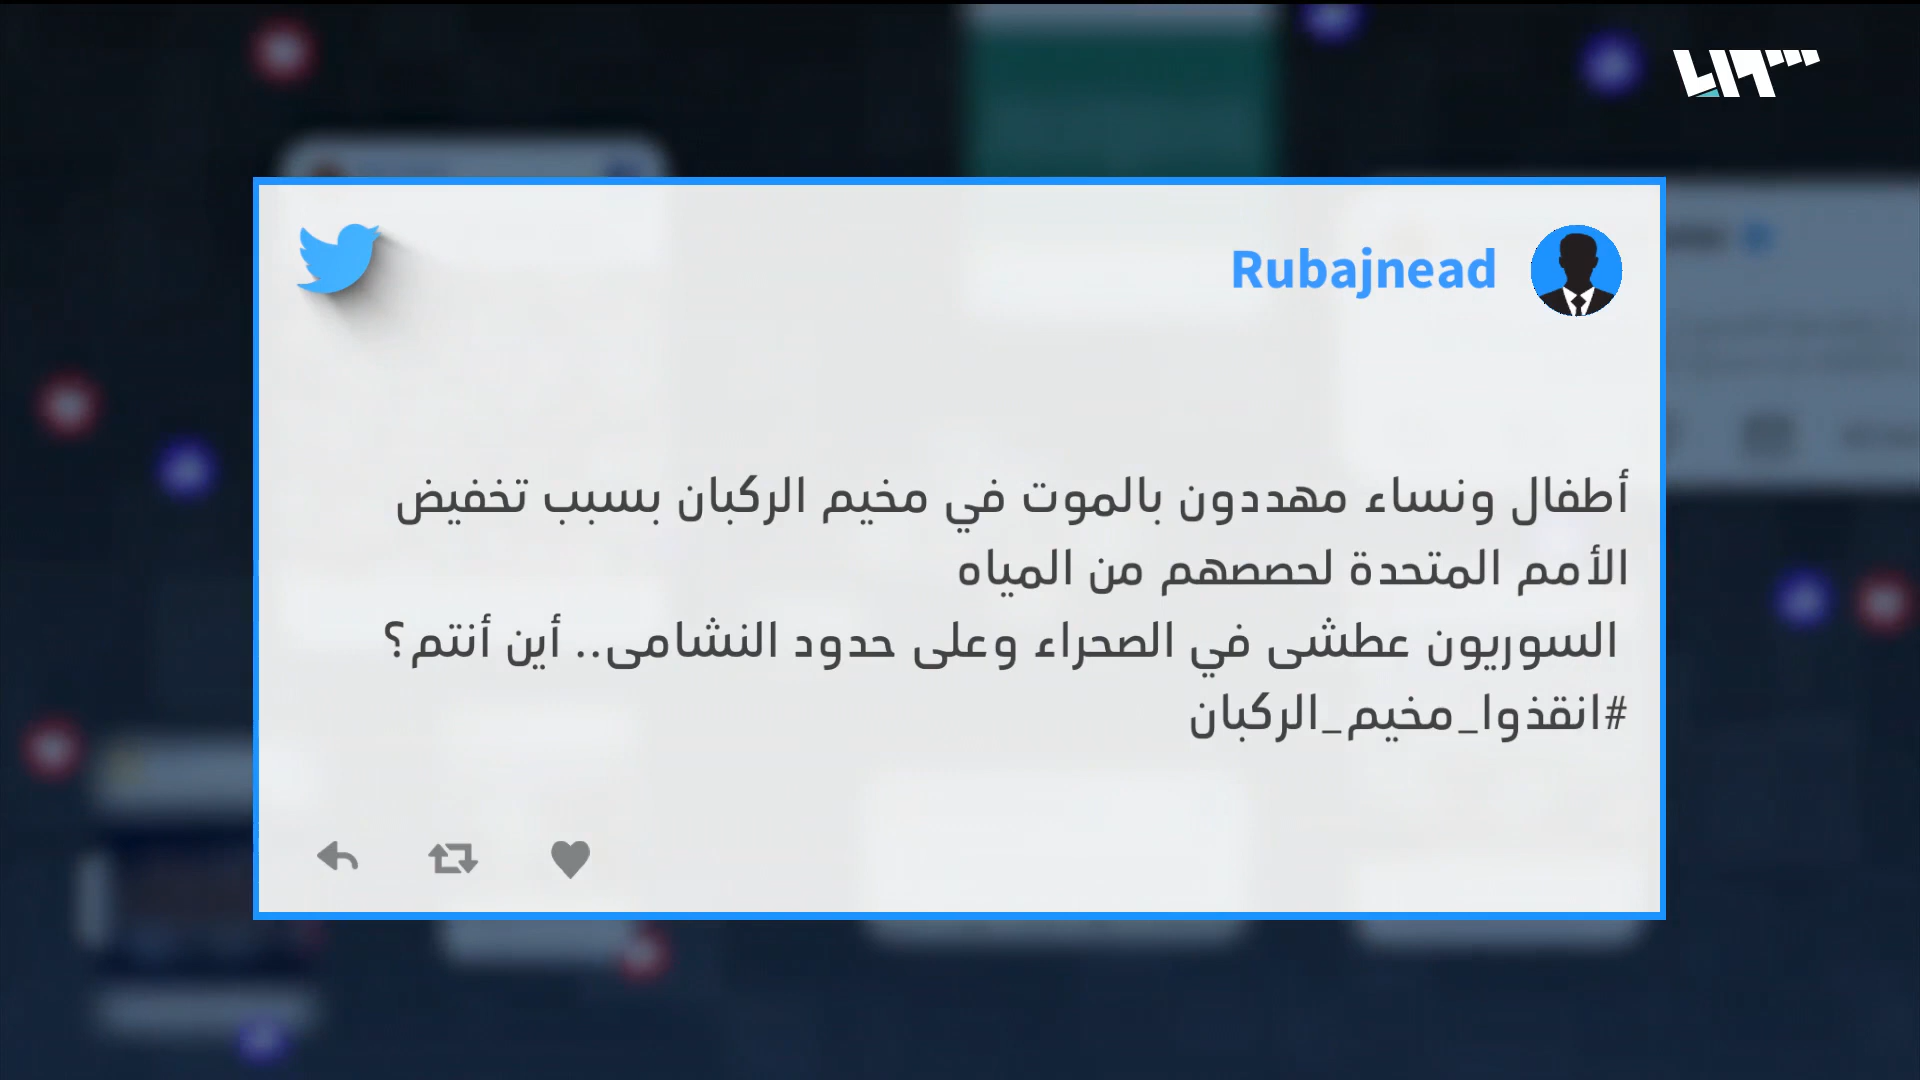 Rubajnead
أطفال ونساء مهددون بالموت في مخيم الركبان بسبب تخفيض
الأمم المتحدة لحصصهم من المياه
السوريون عطشى في الصحراء وعلى حدود النشامى.. أين أنتم؟
#انقذوا_مخيم_الركبان